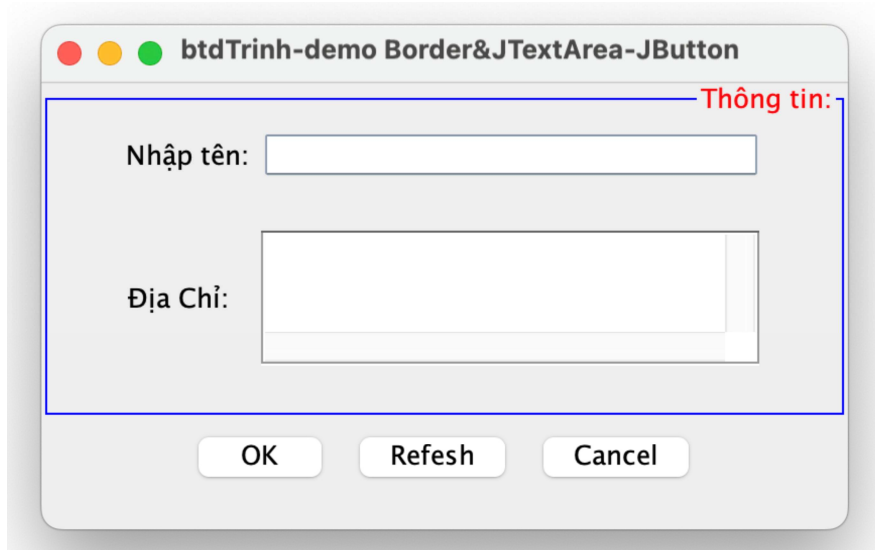 btdTrinh-demo Border&JTextArea-JButton
Thông tin:
Nhập tên:
Địa Chỉ:
OK Refesh Cancel